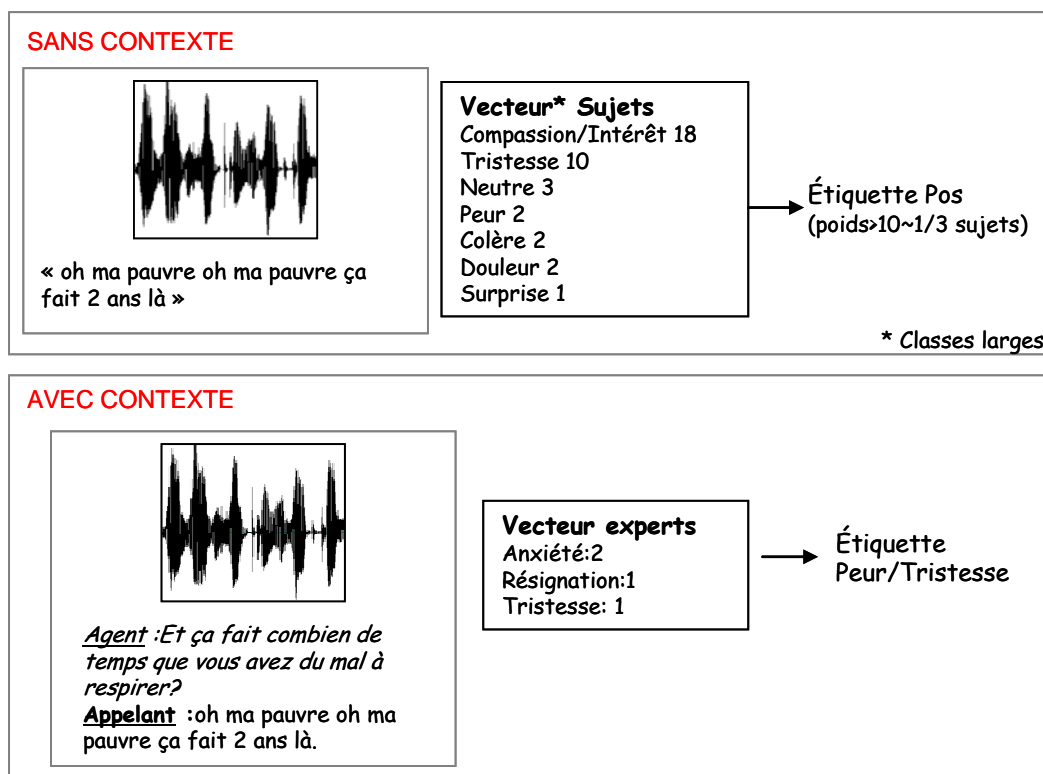 SANS CONTEXTE
« oh ma pauvre oh ma pauvre ça
fait 2 ans là »
Vecteur* Sujets
Compassion/Intérêt 18
Tristesse 10
Neutre 3
Peur 2
Colère 2
Douleur 2
Surprise 1
Étiquette Pos
(poids>10~1/3 sujets)
* Classes larges
AVEC CONTEXTE
Agent :Et ça fait combien de
temps que vous avez du mal à
respirer?
Appelant :oh ma pauvre oh ma
pauvre ça fait 2 ans là.
Vecteur experts
Anxiété:2
Résignation:1
Tristesse: 1
Étiquette
Peur/Tristesse